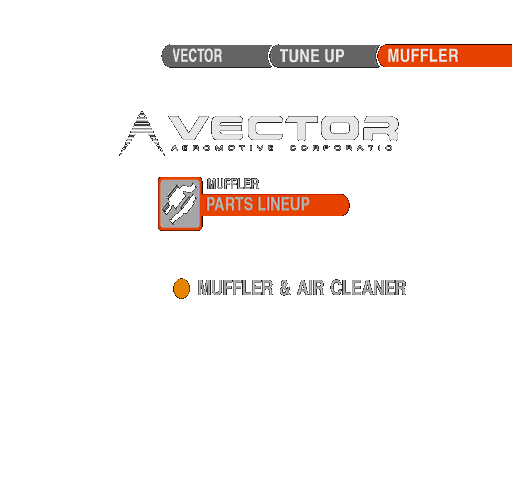 VECTOR TUNE UP MUFFLER
VECTOR
AEROMOTIVE CORPORATIO
MUFFLER
PARTS LINEUP
MUFFLER & AIR CLEANER